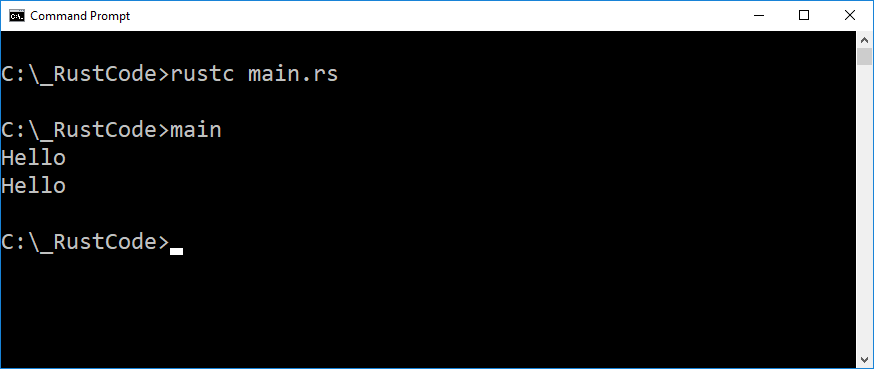 Command Prompt
C:\_RustCode>rustc main.rs
C:\_RustCode>main
Hello
Hello
C:\_RustCode>